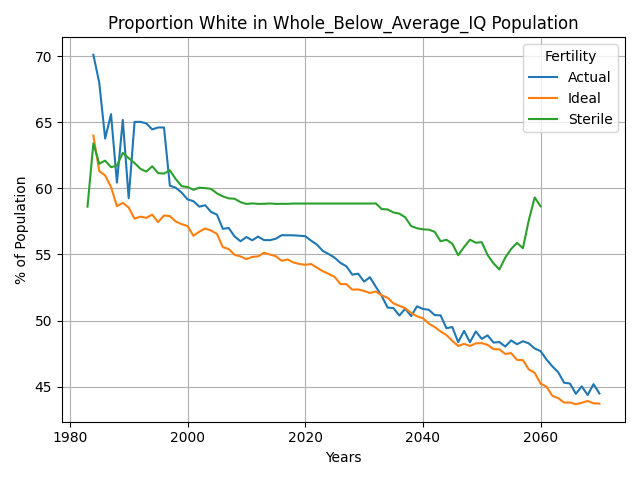 Proportion White in Whole_Below_Average_IQ Population
Fertility
Actual
Ideal
Sterile
% of Population
70
65
60
55
50
45
1980
2000
2020
2040
2060
Years